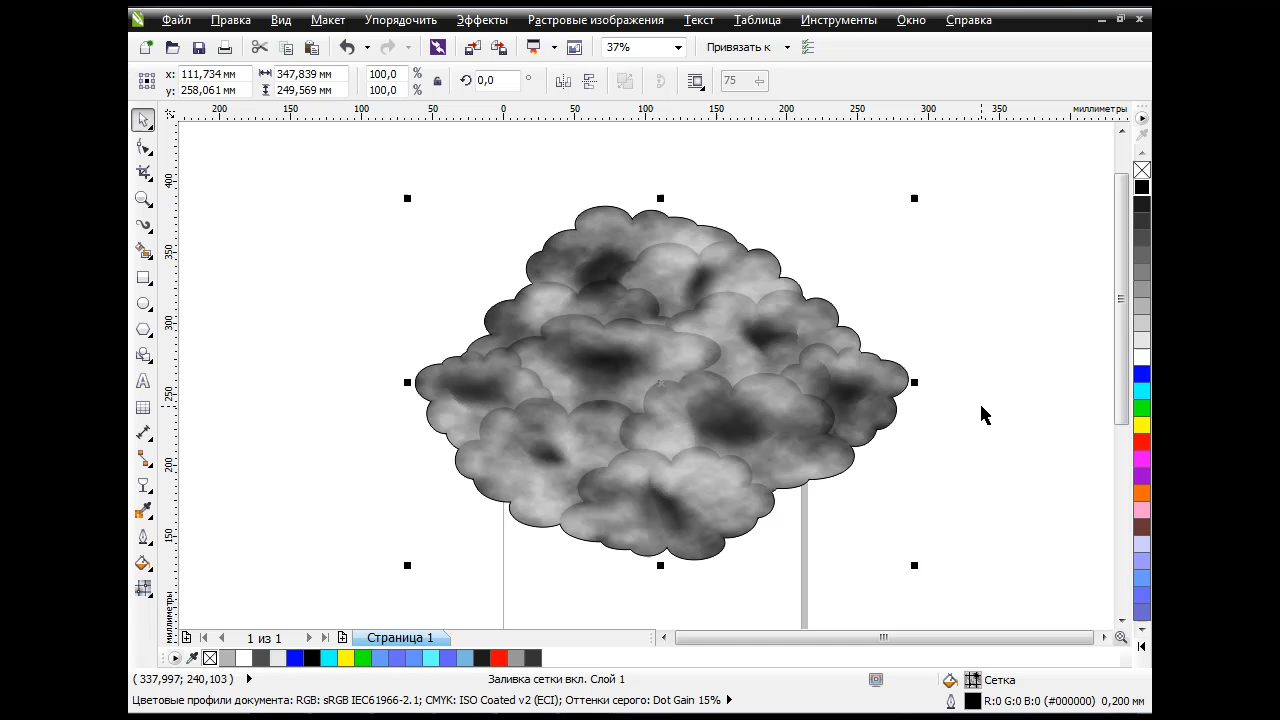 Файл Правка Вид Макет Упорядочить Эффекты Растровые изображения Текст Таблица Инструменты Окно Справка
37% Привязать к
x: 111,734 мм 347,839 мм 100,0 % 0,0 ° 75
y: 258,061 мм 249,569 мм 100,0 %
200 150 100 50 0 50 100 150 200 250 300 350 миллиметры
400
350
300
250
200
150
миллиметры
1 из 1 Страница 1
( 337,997; 240,103 ) Заливка сетки вкл. Слой 1 Сетка
Цветовые профили документа: RGB: sRGB IEC61966-2.1; CMYK: ISO Coated v2 (ECI); Оттенки серого: Dot Gain 15% R:0 G:0 B:0 (#000000) 0,200 мм